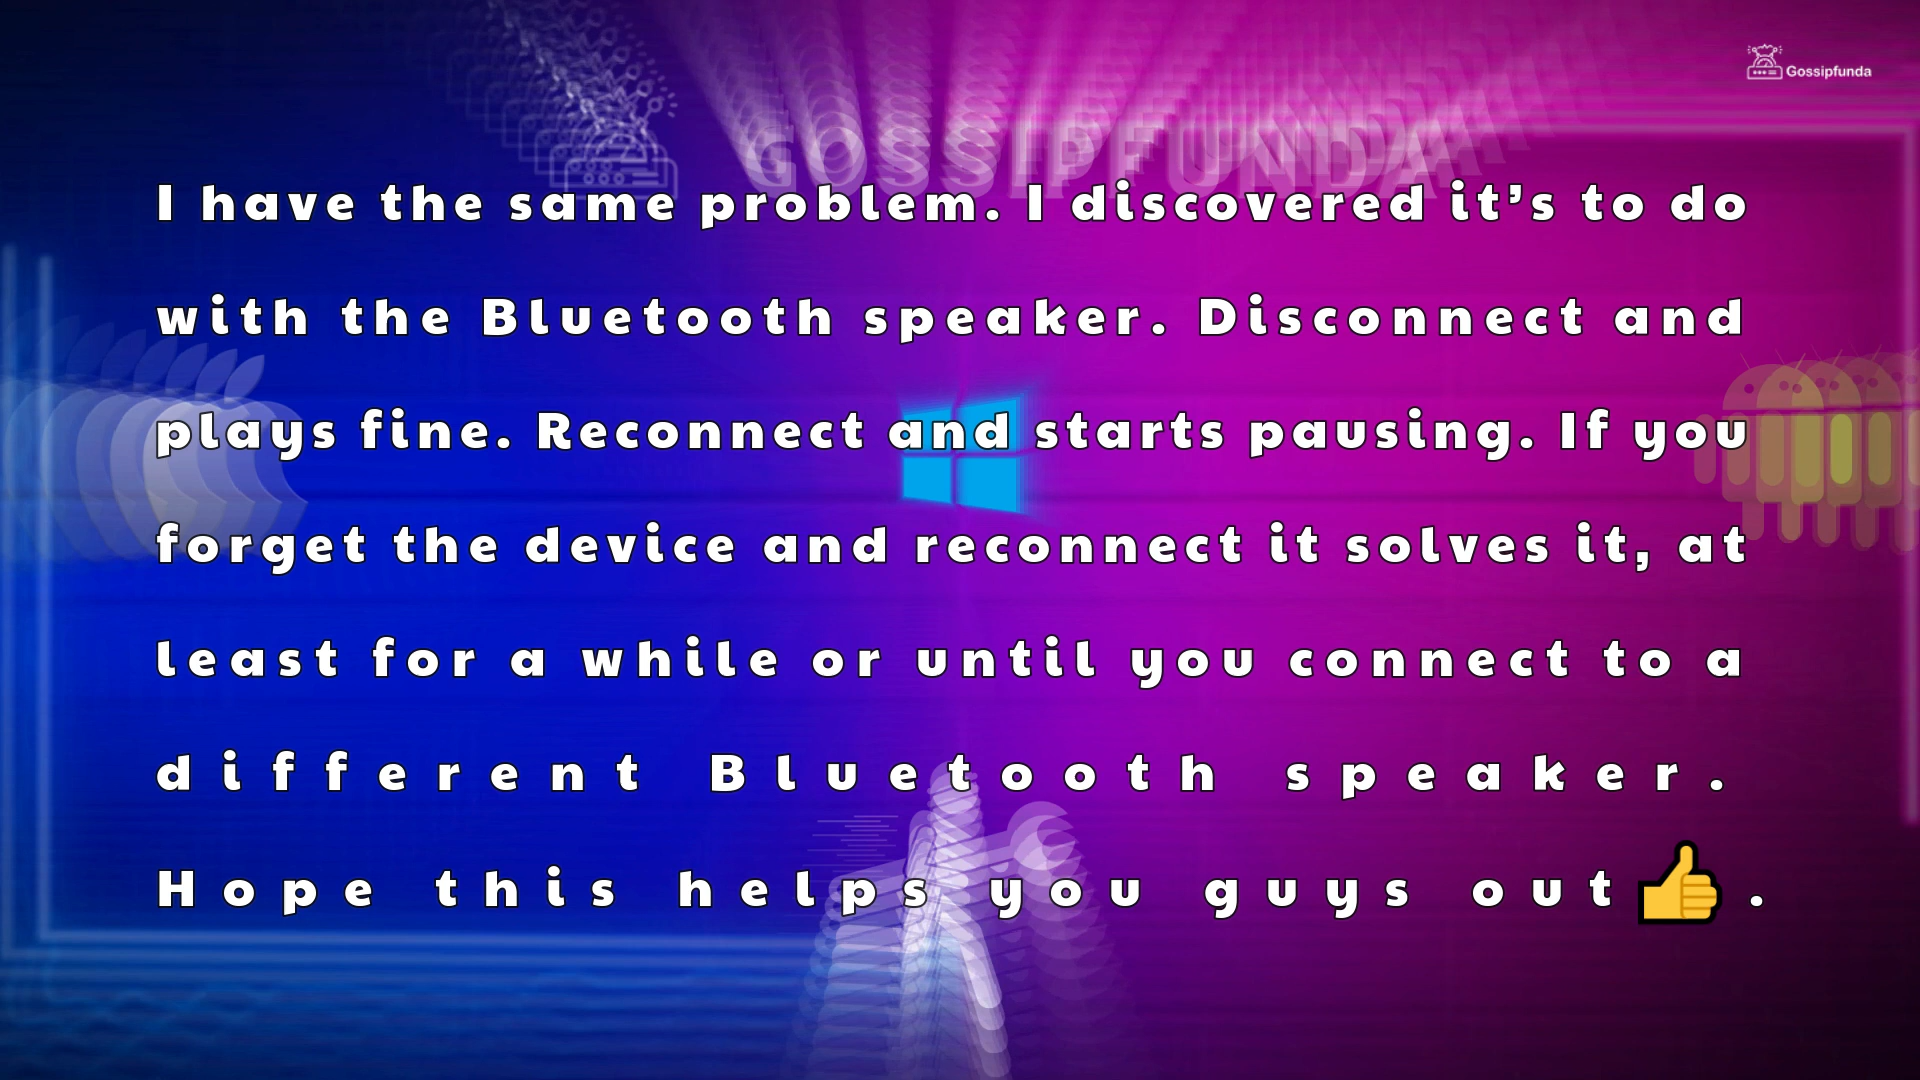 Gossipfunda
GOSSIPFUNDA
I have the same problem. I discovered it’s to do
with the Bluetooth speaker. Disconnect and
plays fine. Reconnect and starts pausing. If you
forget the device and reconnect it solves it, at
least for a while or until you connect to a
different Bluetooth speaker.
Hope this helps you guys out👍.